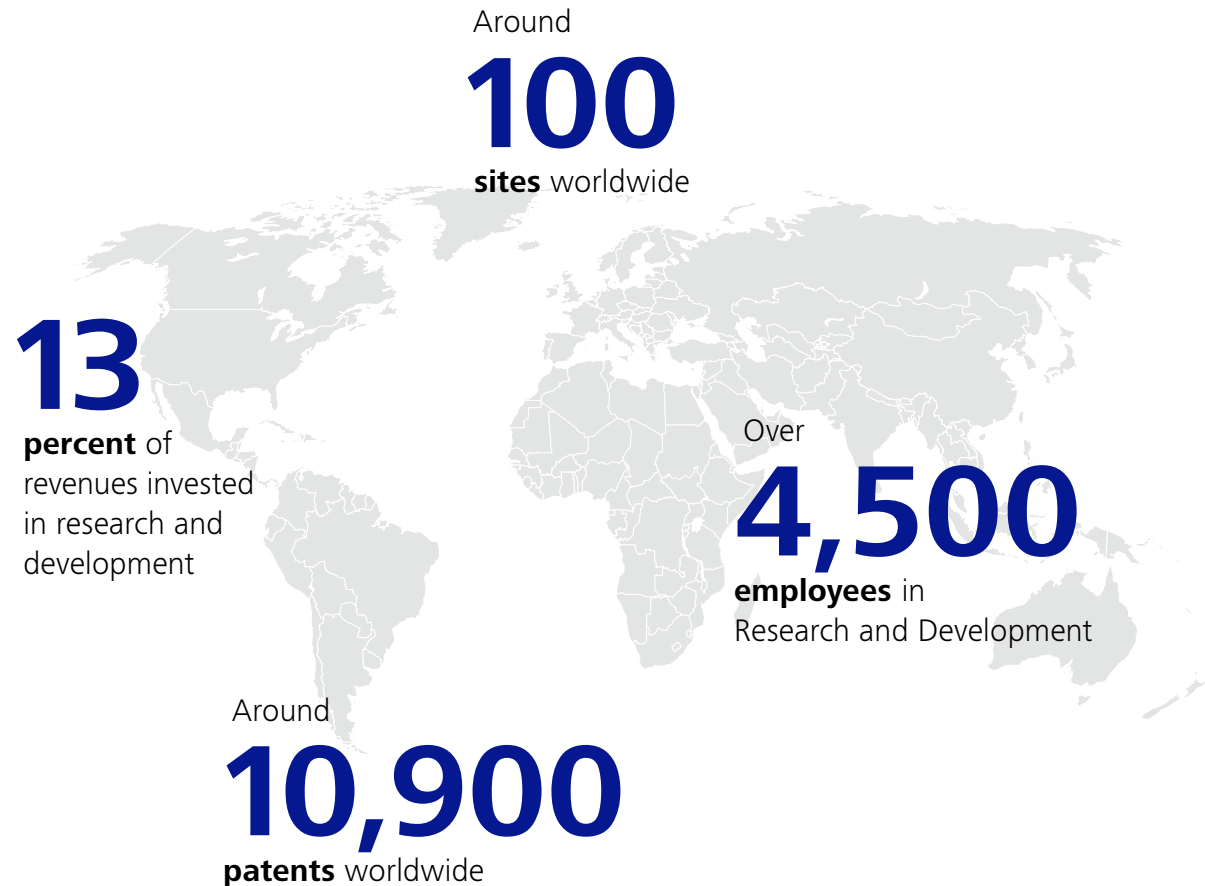 Around
100
sites worldwide
13
percent of
revenues invested
in research and
development
Over
4,500
employees in
Research and Development
Around
10,900
patents worldwide